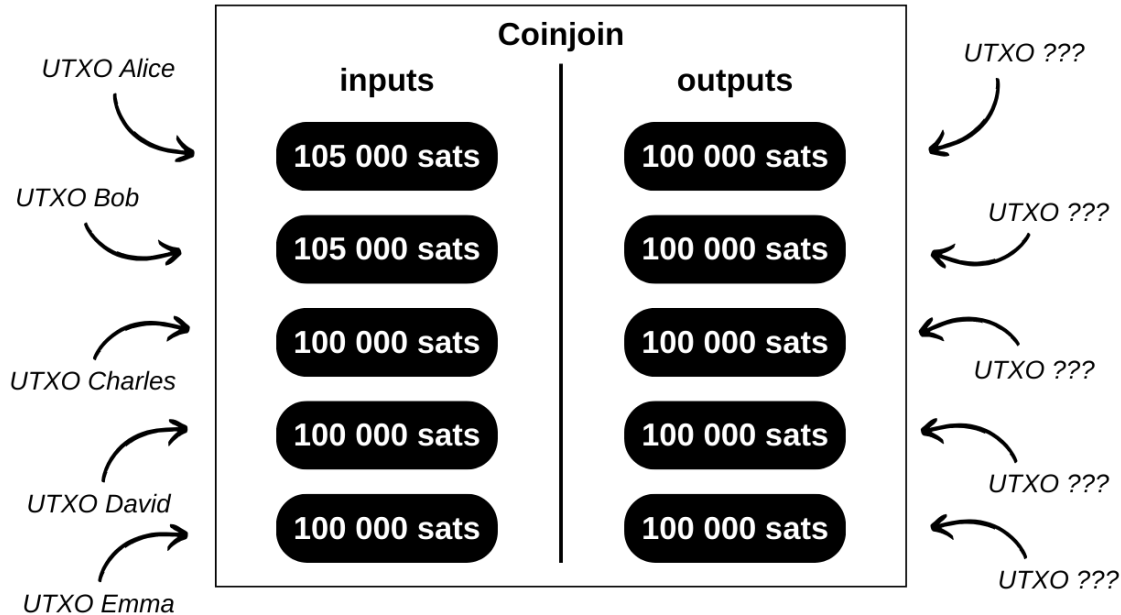 Coinjoin
inputs
outputs
UTXO Alice
105 000 sats
100 000 sats
UTXO ???
UTXO Bob
105 000 sats
100 000 sats
UTXO ???
UTXO Charles
100 000 sats
100 000 sats
UTXO ???
UTXO David
100 000 sats
100 000 sats
UTXO ???
UTXO Emma
100 000 sats
100 000 sats
UTXO ???